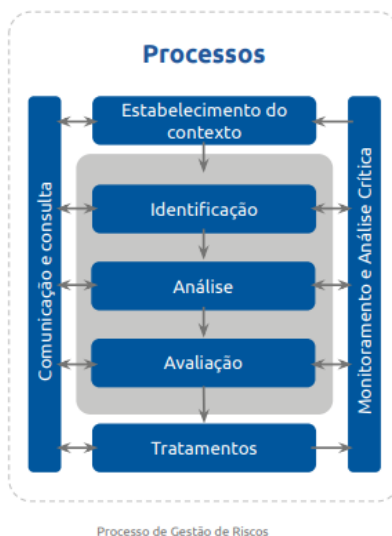 Processos
Estabelecimento do
contexto
Comunicação e consulta
Identificação
Análise
Avaliação
Tratamentos
Monitoramento e Análise Crítica
Processo de Gestão de Riscos